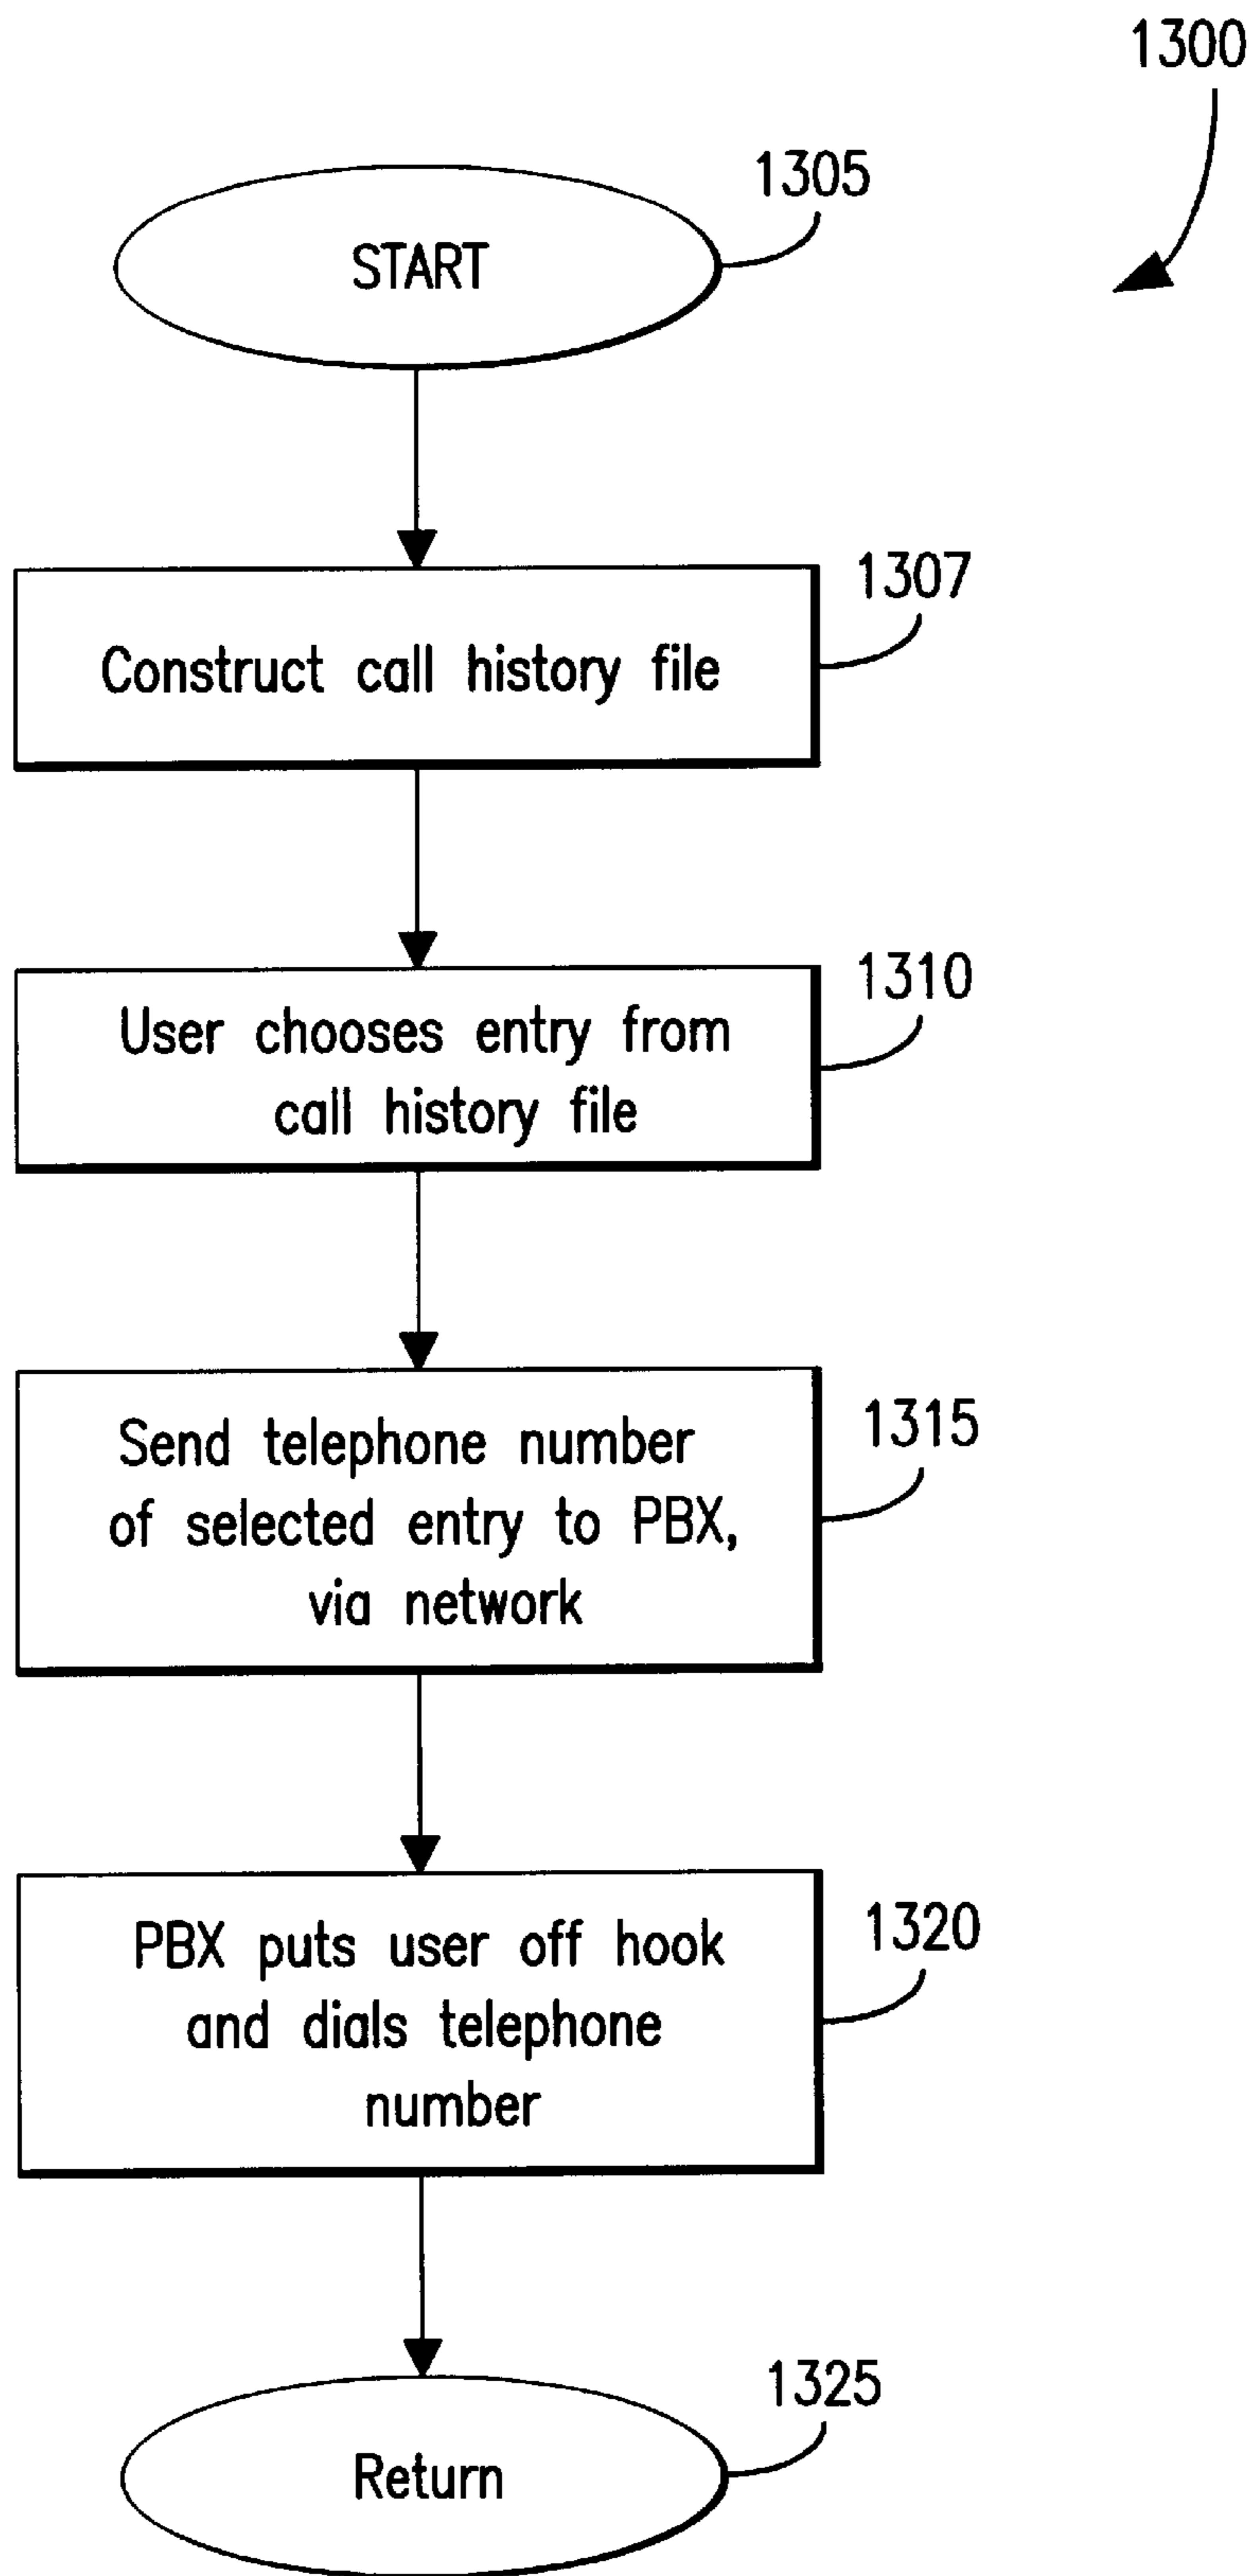 1300
1305
START
1307
Construct call history file
1310
User chooses entry from
call history file
1315
Send telephone number
of selected entry to PBX,
via network
1320
PBX puts user off hook
and dials telephone
number
1325
Return